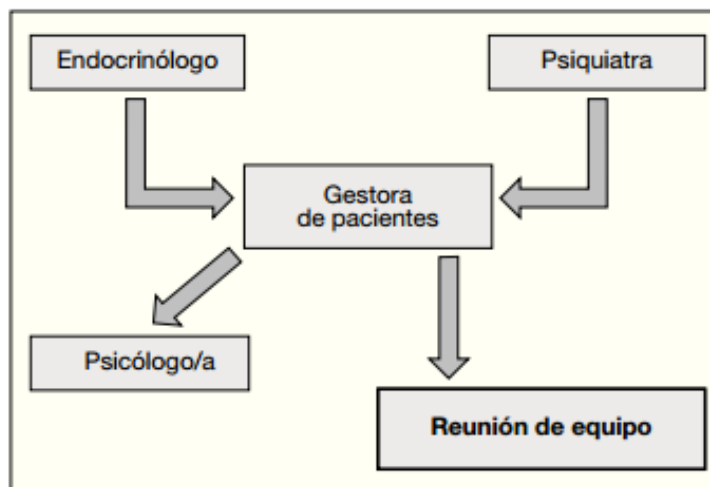 Endocrinólogo
Psiquiatra
Gestora
de pacientes
Psicólogo/a
Reunión de equipo